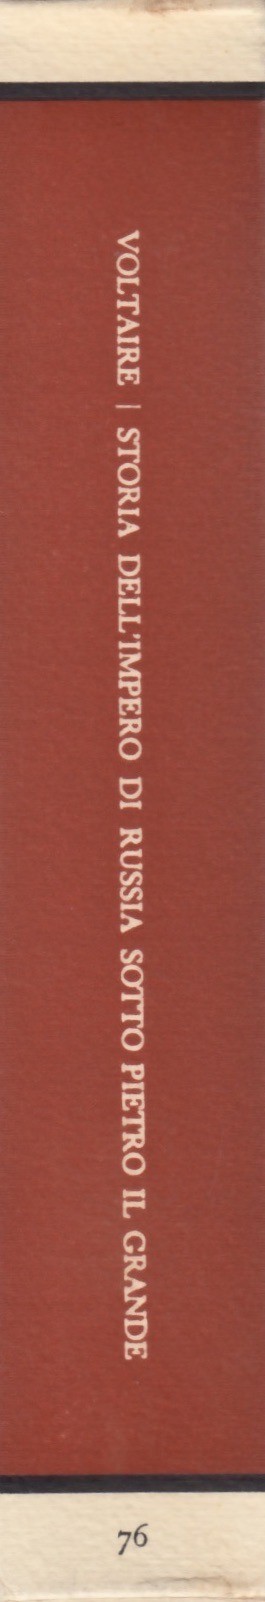 VOLTAIRE | STORIA DELL'IMPERO DI RUSSIA SOTTO PIETRO IL GRANDE
76